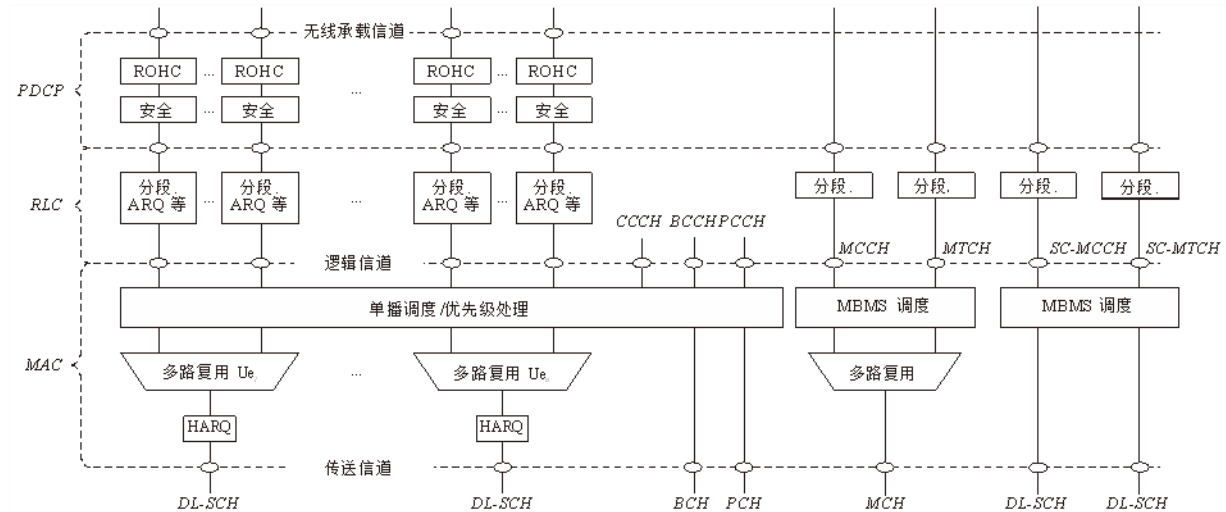 无线承载信道
PDCP
ROHC ... ROHC ROHC ... ROHC
安全 ... 安全 ... 安全 ... 安全
RLC
分段. ARQ 等 ... 分段. ARQ 等 ... 分段. ARQ 等 ... 分段. ARQ 等
分段. 分段. 分段. 分段.
CCCH BCCH PCCH
MCCH MTCH SC-MCCH SC-MTCH
逻辑信道
MAC
单播调度/优先级处理 MBMS 调度 MBMS 调度
多路复用 Ue ... 多路复用 Ue 多路复用
HARQ HARQ
传送信道
DL-SCH DL-SCH BCH PCH MCH DL-SCH DL-SCH